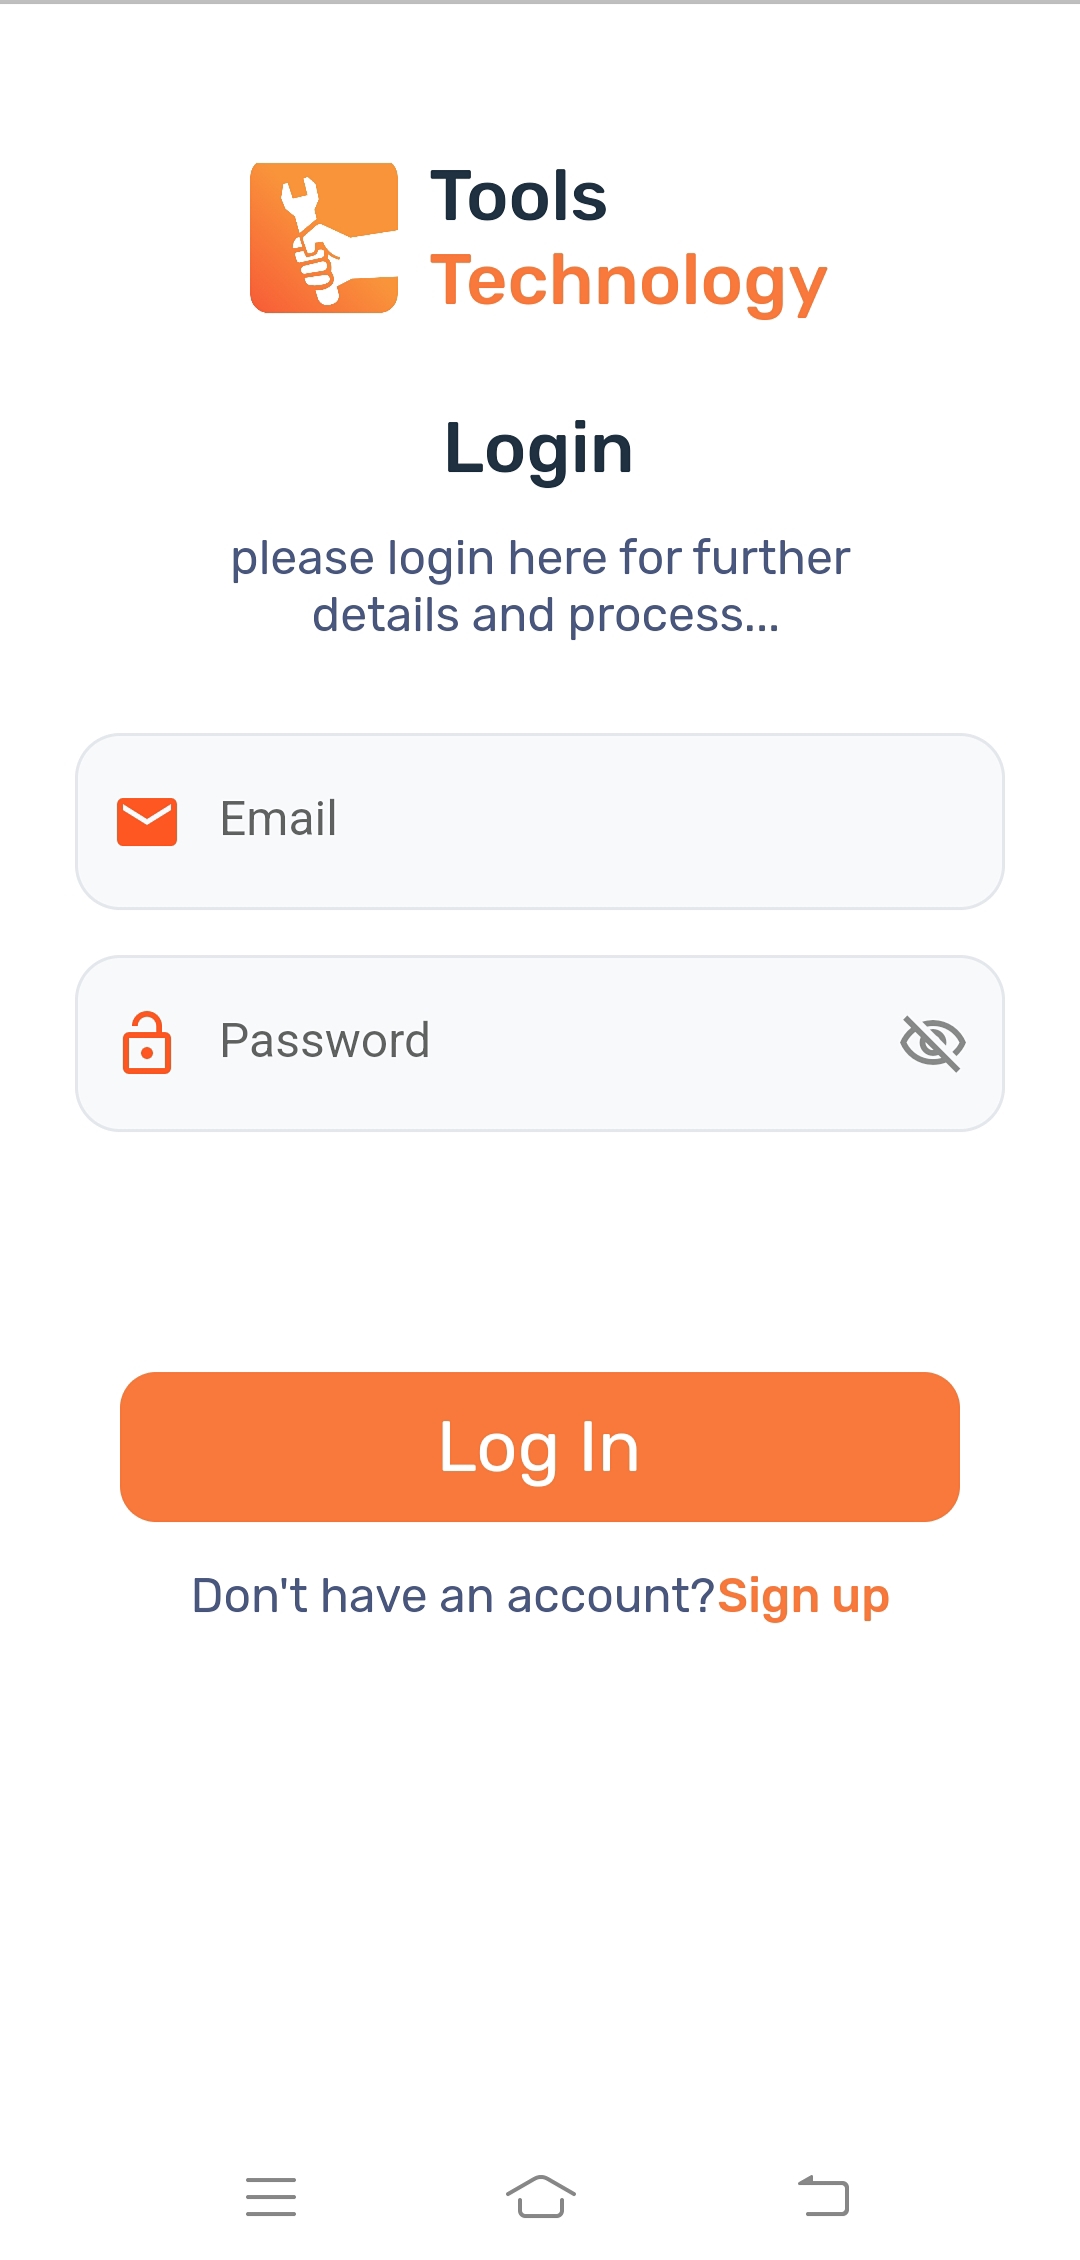 Tools
Technology
Login
please login here for further
details and process...
Email
Password
Log In
Don't have an account?Sign up